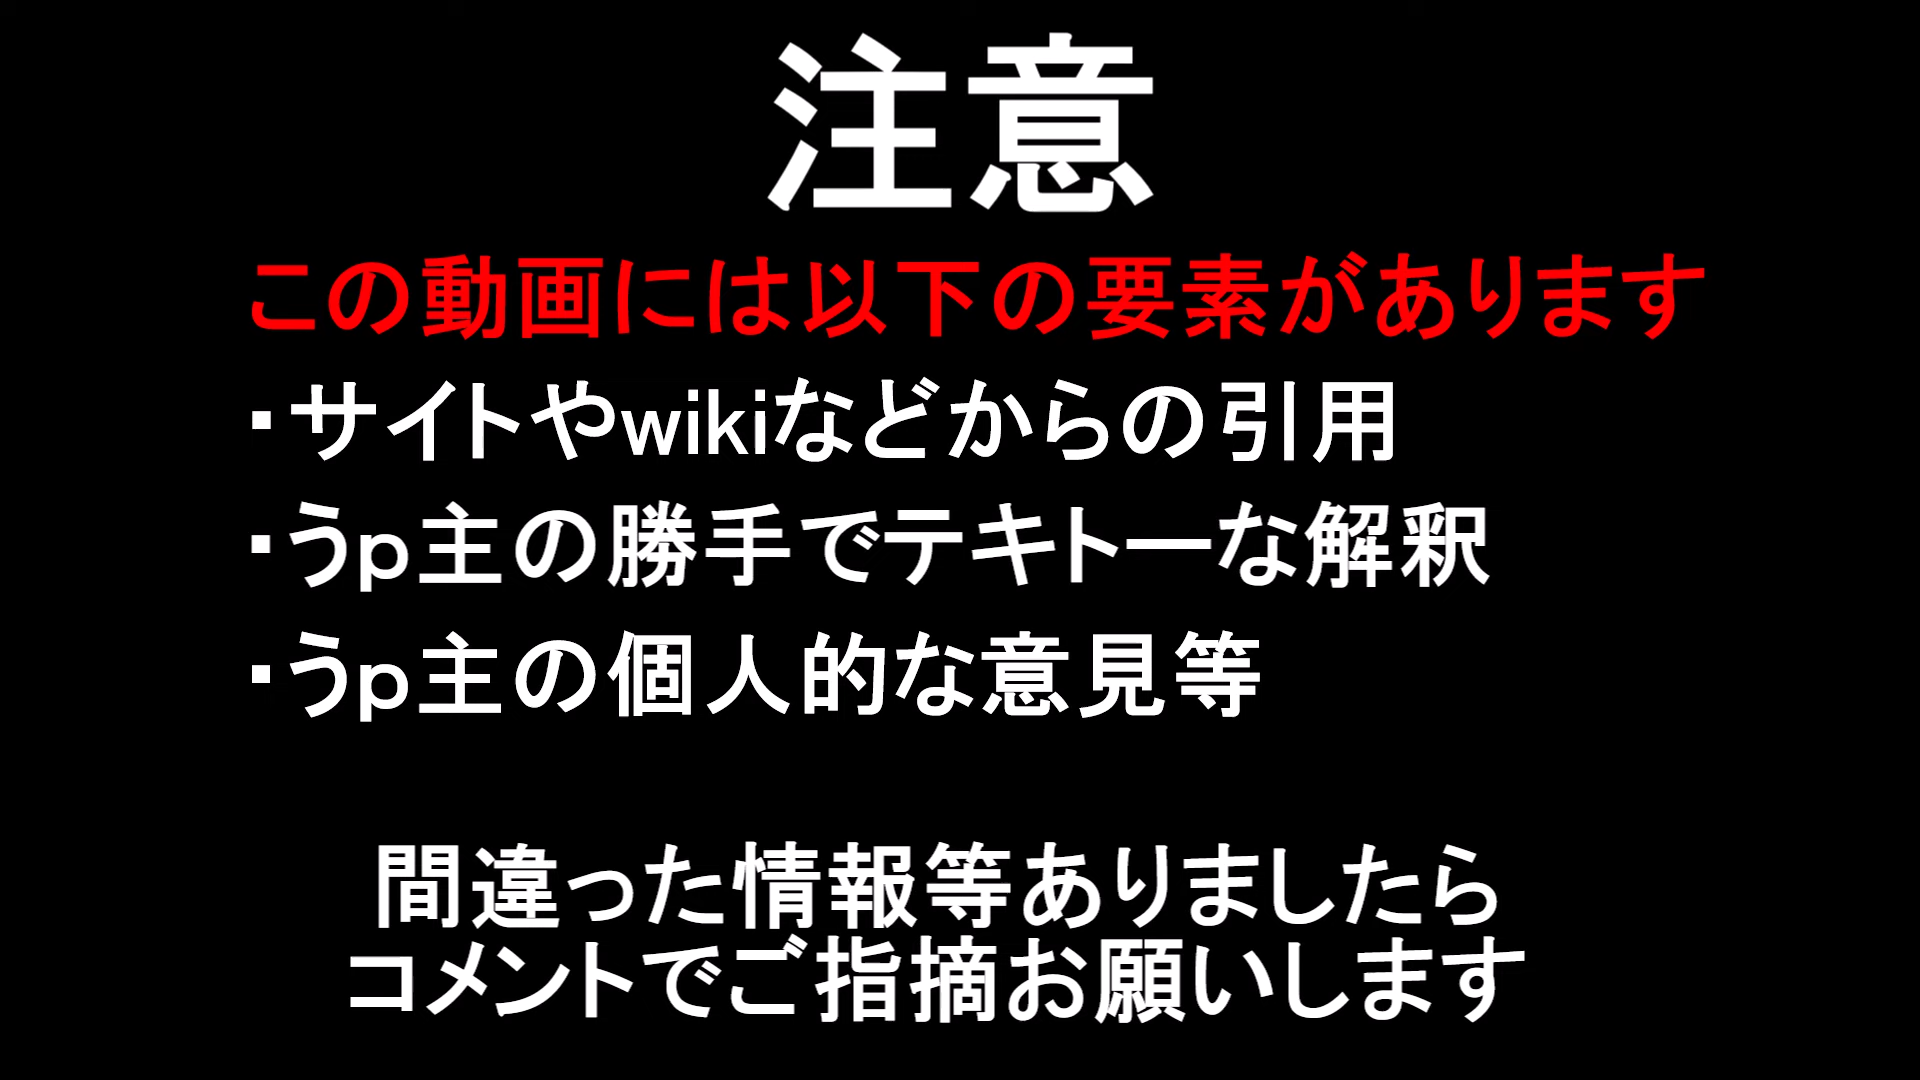 注意
この動画には以下の要素があります
・サイトやwikiなどからの引用
・うp主の勝手でテキトーな解釈
・うp主の個人的な意見等
間違った情報等ありましたら
コメントでご指摘お願いします